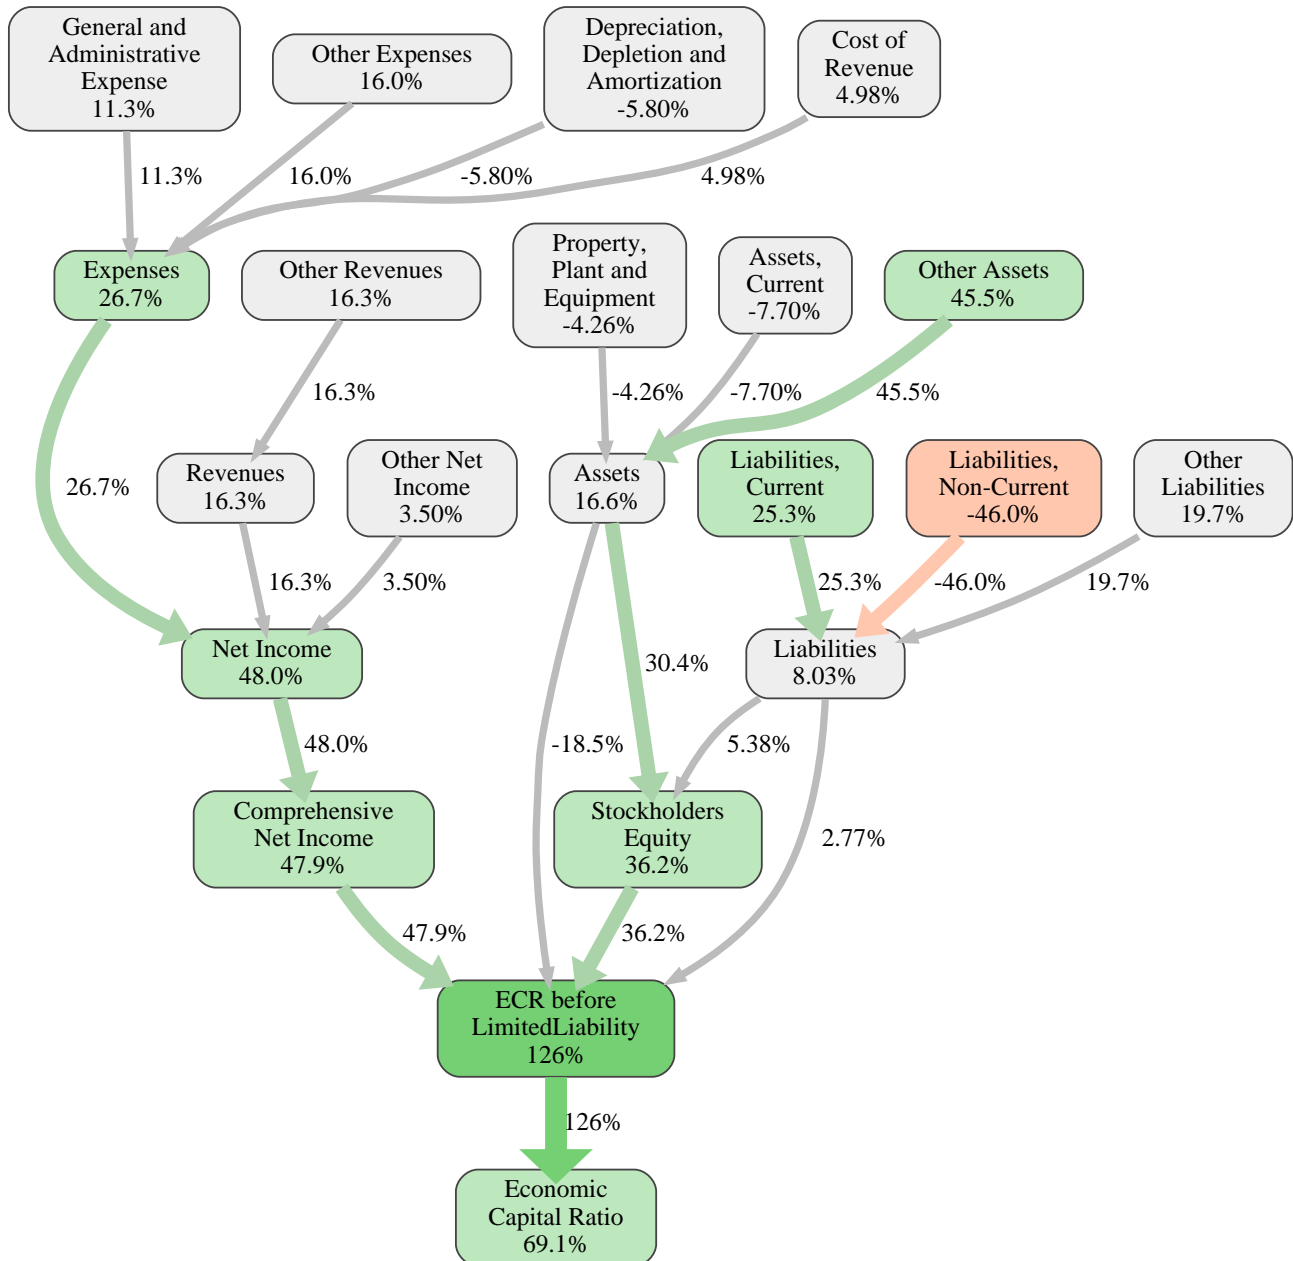 General and
Administrative
Expense
11.3%
Other Expenses
16.0%
Depreciation,
Depletion and
Amortization
-5.80%
Cost of
Revenue
4.98%
11.3%
16.0%
-5.80%
4.98%
Expenses
26.7%
Other Revenues
16.3%
Property,
Plant and
Equipment
-4.26%
Assets,
Current
-7.70%
Other Assets
45.5%
16.3%
-4.26%
-7.70%
45.5%
26.7%
Revenues
16.3%
Other Net
Income
3.50%
Assets
16.6%
Liabilities,
Current
25.3%
Liabilities,
Non-Current
-46.0%
Other
Liabilities
19.7%
16.3%
3.50%
25.3%
-46.0%
19.7%
Net Income
48.0%
30.4%
Liabilities
8.03%
48.0%
-18.5%
5.38%
Comprehensive
Net Income
47.9%
Stockholders
Equity
36.2%
2.77%
47.9%
36.2%
ECR before
LimitedLiability
126%
126%
Economic
Capital Ratio
69.1%